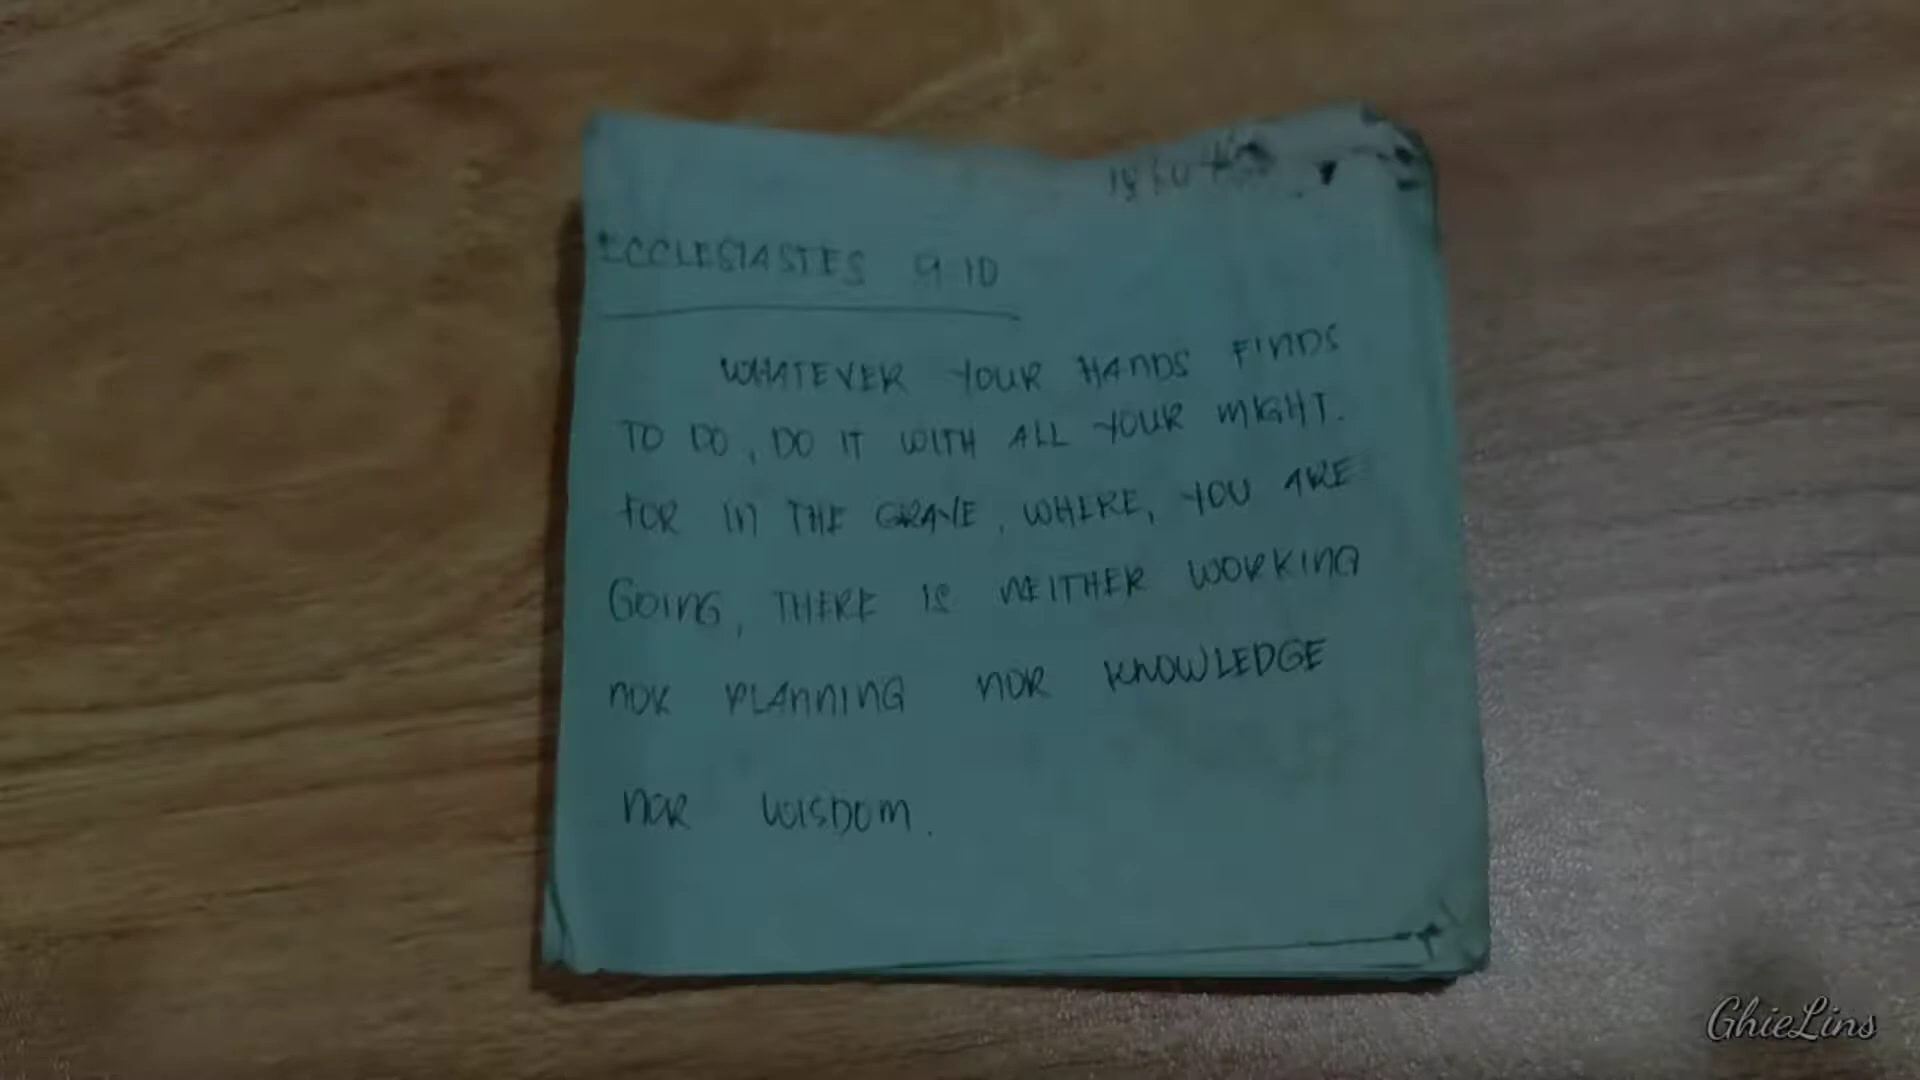 ECCLESIASTES 9 10
WHATEVER YOUR HANDS FINDS
TO DO, DO IT WITH ALL YOUR MIGHT.
FOR IN THE GRAVE, WHERE, YOU ARE
GOING, THERE IS NEITHER WORKING
NOR PLANNING NOR KNOWLEDGE
NOR WISDOM.
GhieLins